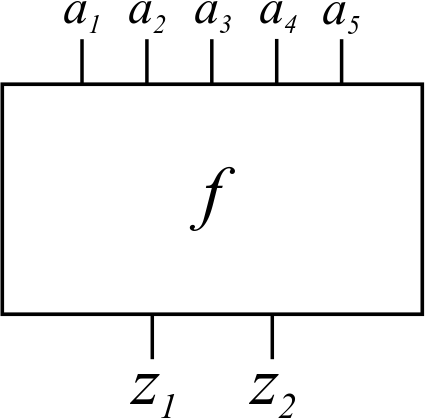 a₁ a₂ a₃ a₄ a₅
f
z₁ z₂